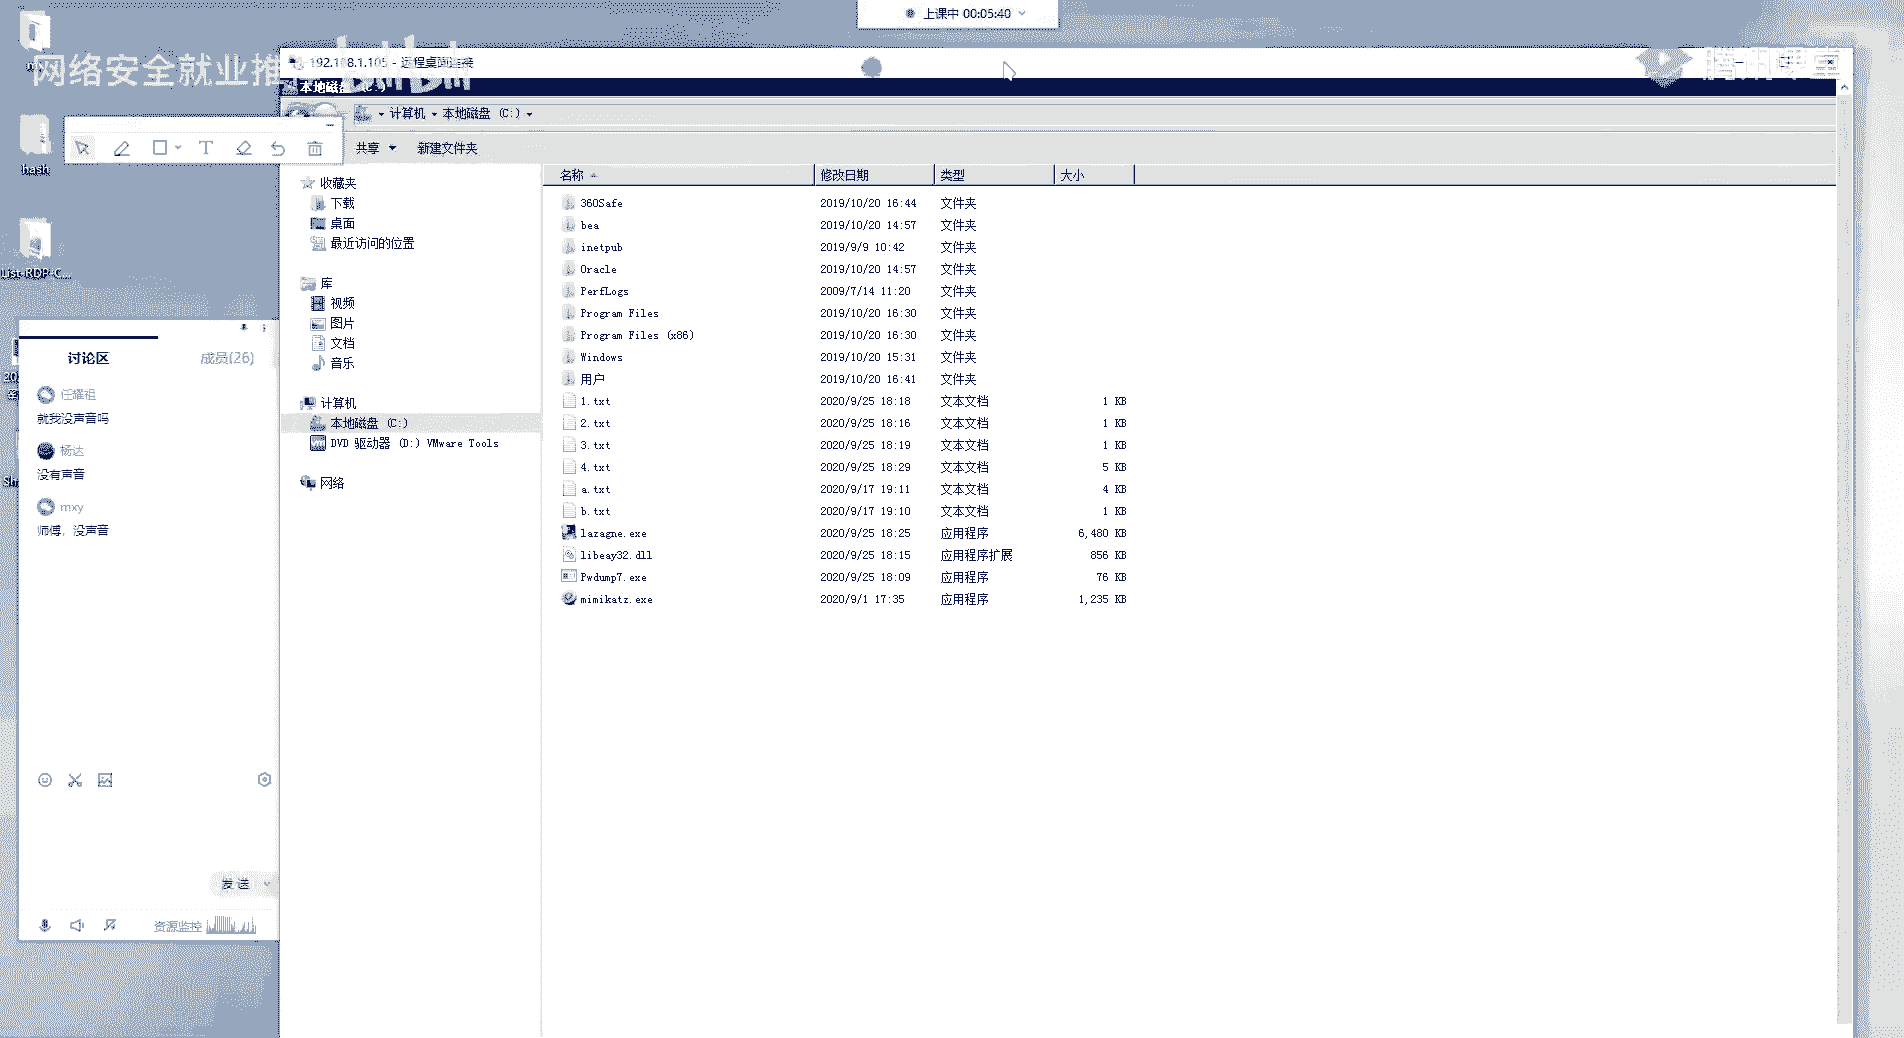 上课中 00:05:40
网络安全就业推
bilibili
腾讯课堂
远程桌面连接
本地磁盘 (C:)
计算机 本地磁盘 (C:)
共享 新建文件夹
hash
名称 修改日期 类型 大小
收藏夹
下载
桌面
最近访问的位置
库
视频
图片
文档
音乐
计算机
本地磁盘 (C:)
DVD 驱动器 (D:) VMware Tools
网络
360Safe 2019/10/20 16:44 文件夹
bea 2019/10/20 14:57 文件夹
inetpub 2019/9/9 10:42 文件夹
Oracle 2019/10/20 14:57 文件夹
PerfLogs 2009/7/14 11:20 文件夹
Program Files 2019/10/20 16:30 文件夹
Program Files (x86) 2019/10/20 16:30 文件夹
Windows 2019/10/20 15:31 文件夹
用户 2019/10/20 16:41 文件夹
1.txt 2020/9/25 18:18 文本文档 1 KB
2.txt 2020/9/25 18:16 文本文档 1 KB
3.txt 2020/9/25 18:19 文本文档 1 KB
4.txt 2020/9/25 18:29 文本文档 5 KB
a.txt 2020/9/17 19:11 文本文档 4 KB
b.txt 2020/9/17 19:10 文本文档 1 KB
lazagne.exe 2020/9/25 18:25 应用程序 6,480 KB
libeay32.dll 2020/9/25 18:15 应用程序扩展 856 KB
Pwdump7.exe 2020/9/25 18:09 应用程序 76 KB
mimikatz.exe 2020/9/1 17:35 应用程序 1,235 KB
List-RDP-C...
讨论区 成员(26)
任耀祖
就我没声音吗
杨达
没有声音
mxy
师傅，没声音
发送
资源监控